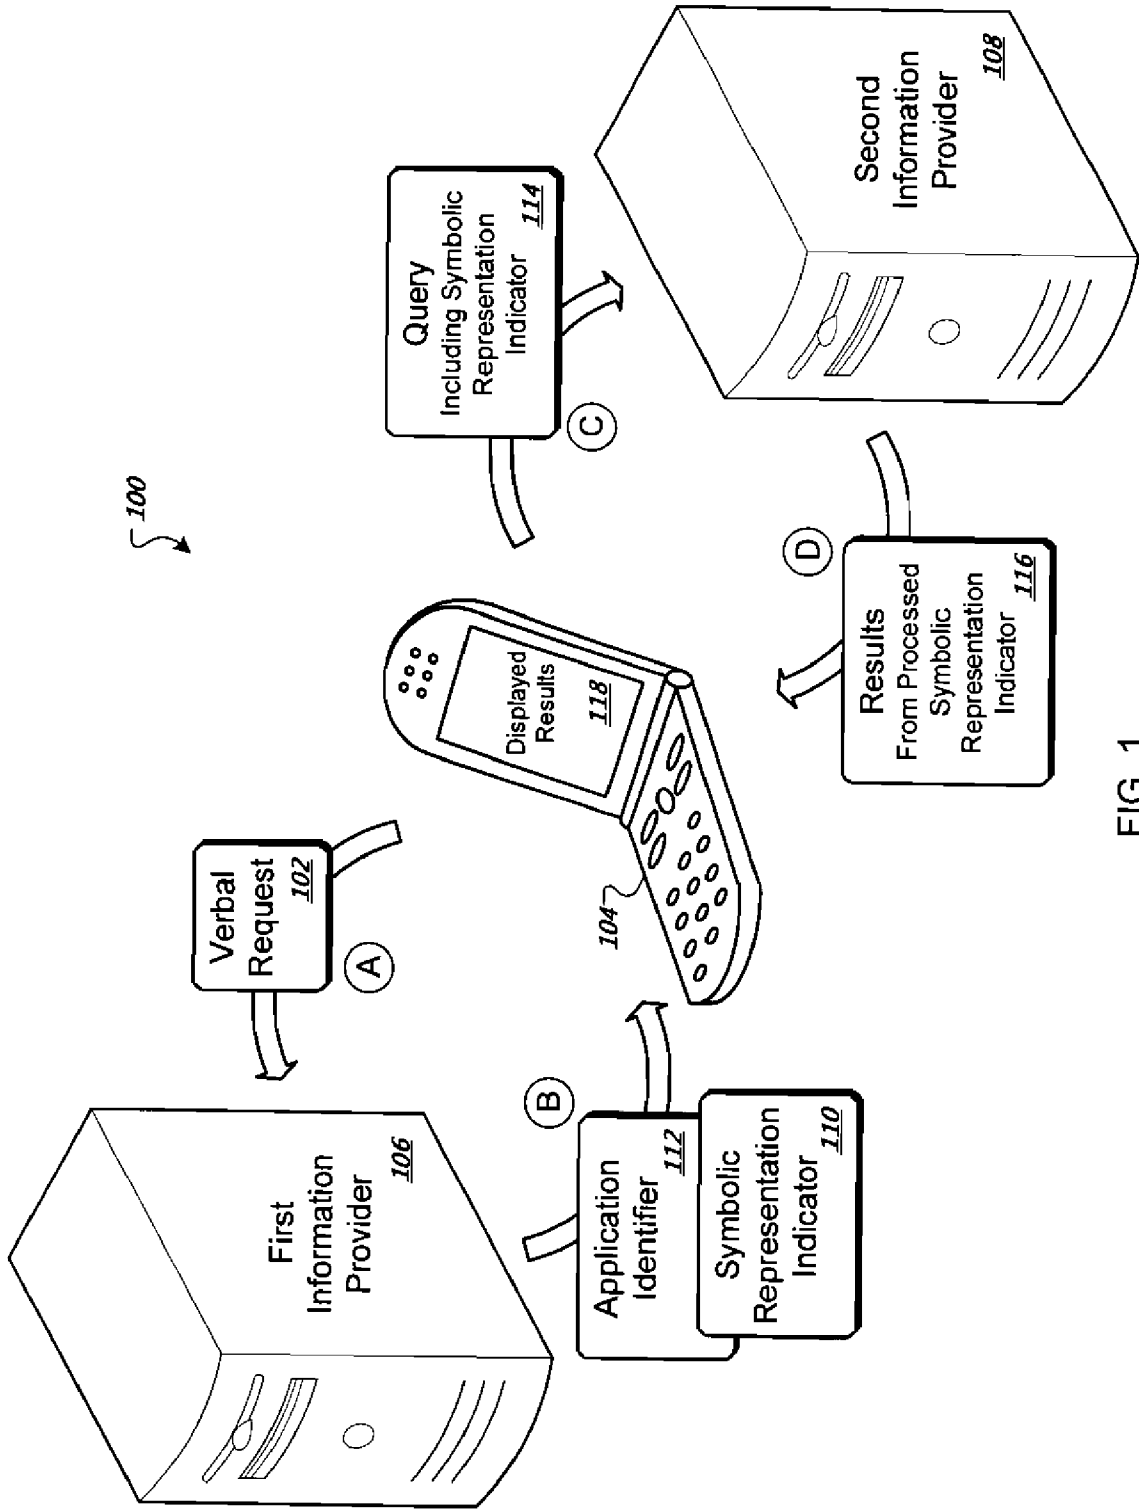 100
Verbal
Request
102
A
First
Information
Provider
106
Query
Including Symbolic
Representation
Indicator
114
C
Displayed
Results
118
104
B
Application
Identifier
112
Symbolic
Representation
Indicator
110
D
Results
From Processed
Symbolic
Representation
Indicator
116
Second
Information
Provider
108
FIG. 1